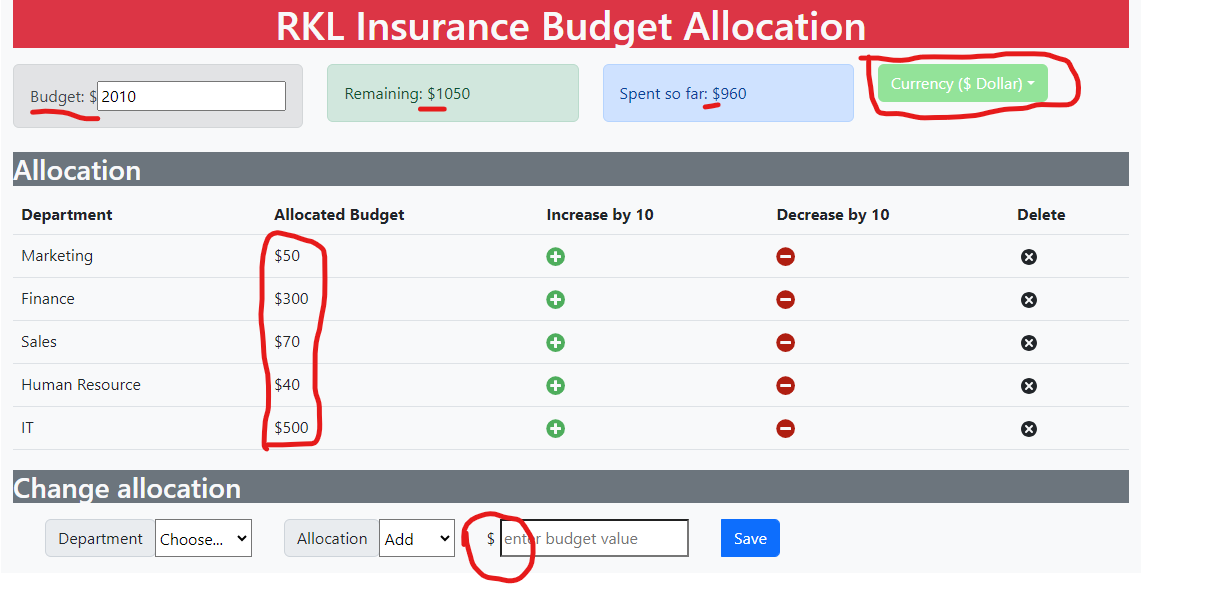 RKL Insurance Budget Allocation
Budget: $ 2010 Remaining: $1050 Spent so far: $960 Currency ($ Dollar)
Allocation
Department Allocated Budget Increase by 10 Decrease by 10 Delete
Marketing $50
Finance $300
Sales $70
Human Resource $40
IT $500
Change allocation
Department Choose... Allocation Add $ enter budget value Save